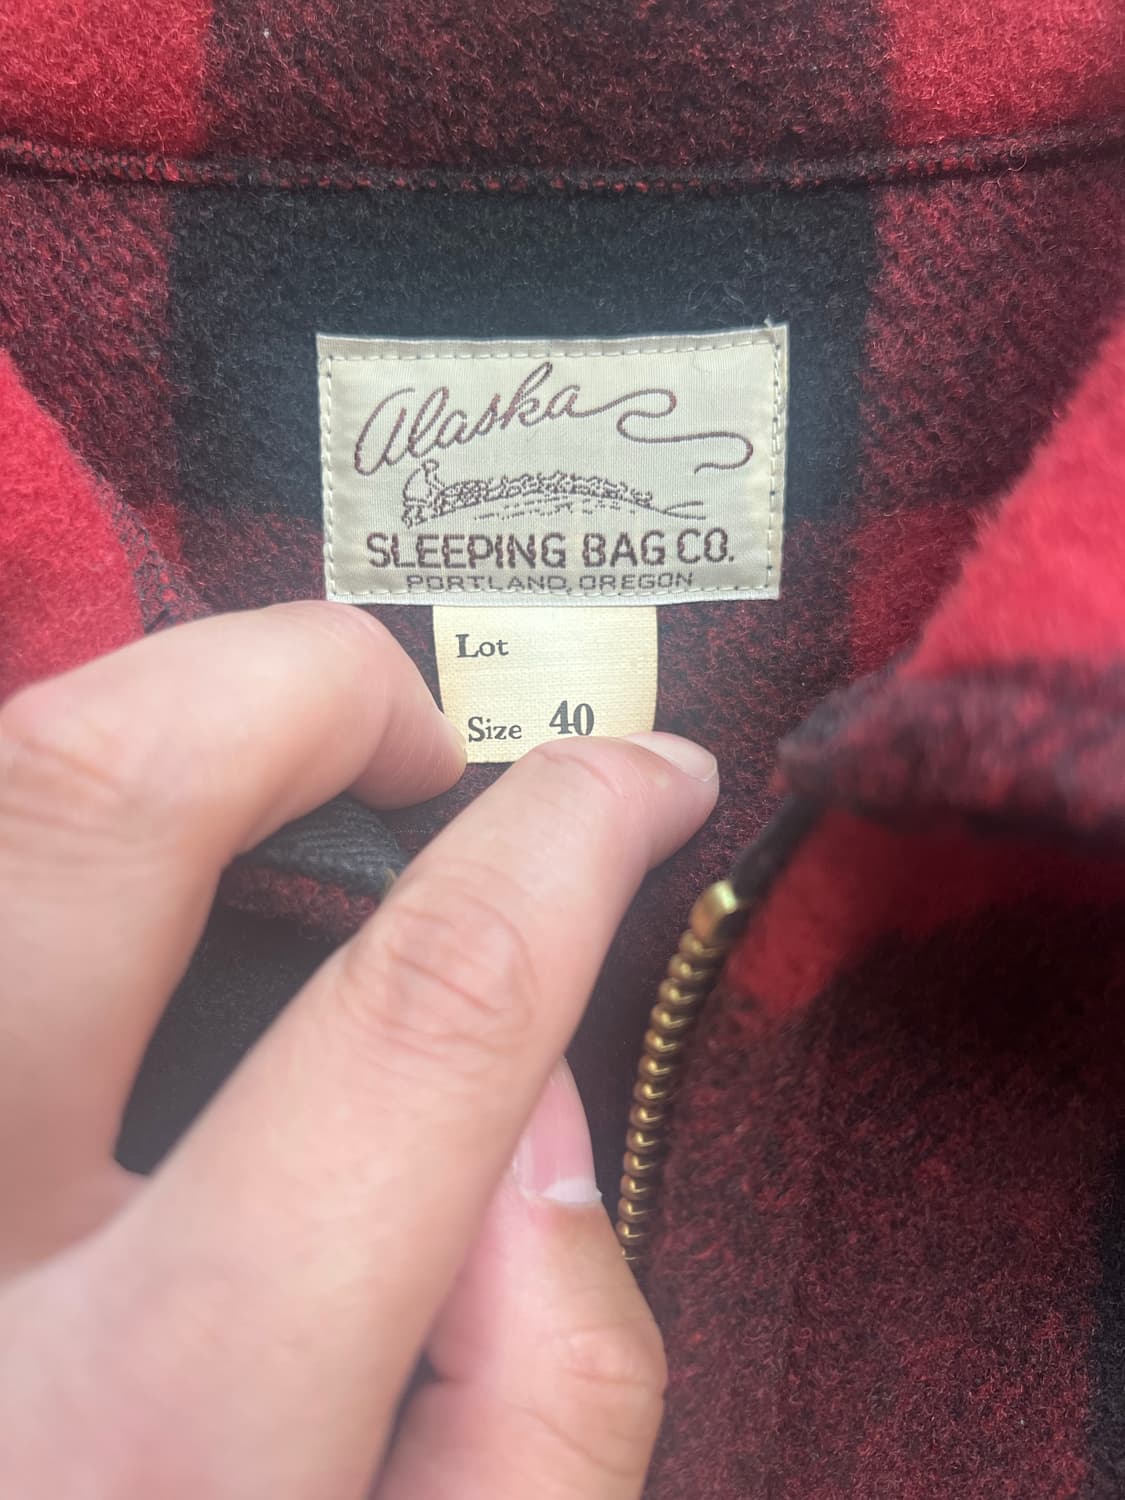 Alaska
SLEEPING BAG CO.
PORTLAND, OREGON
Lot
Size 40